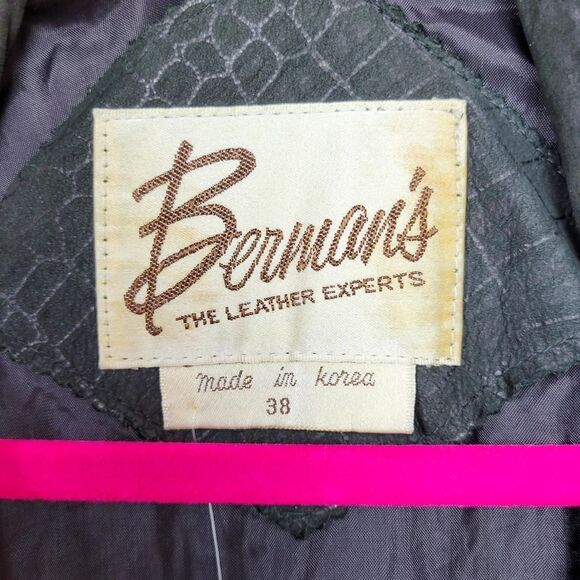 Berman's
THE LEATHER EXPERTS
made in korea
38